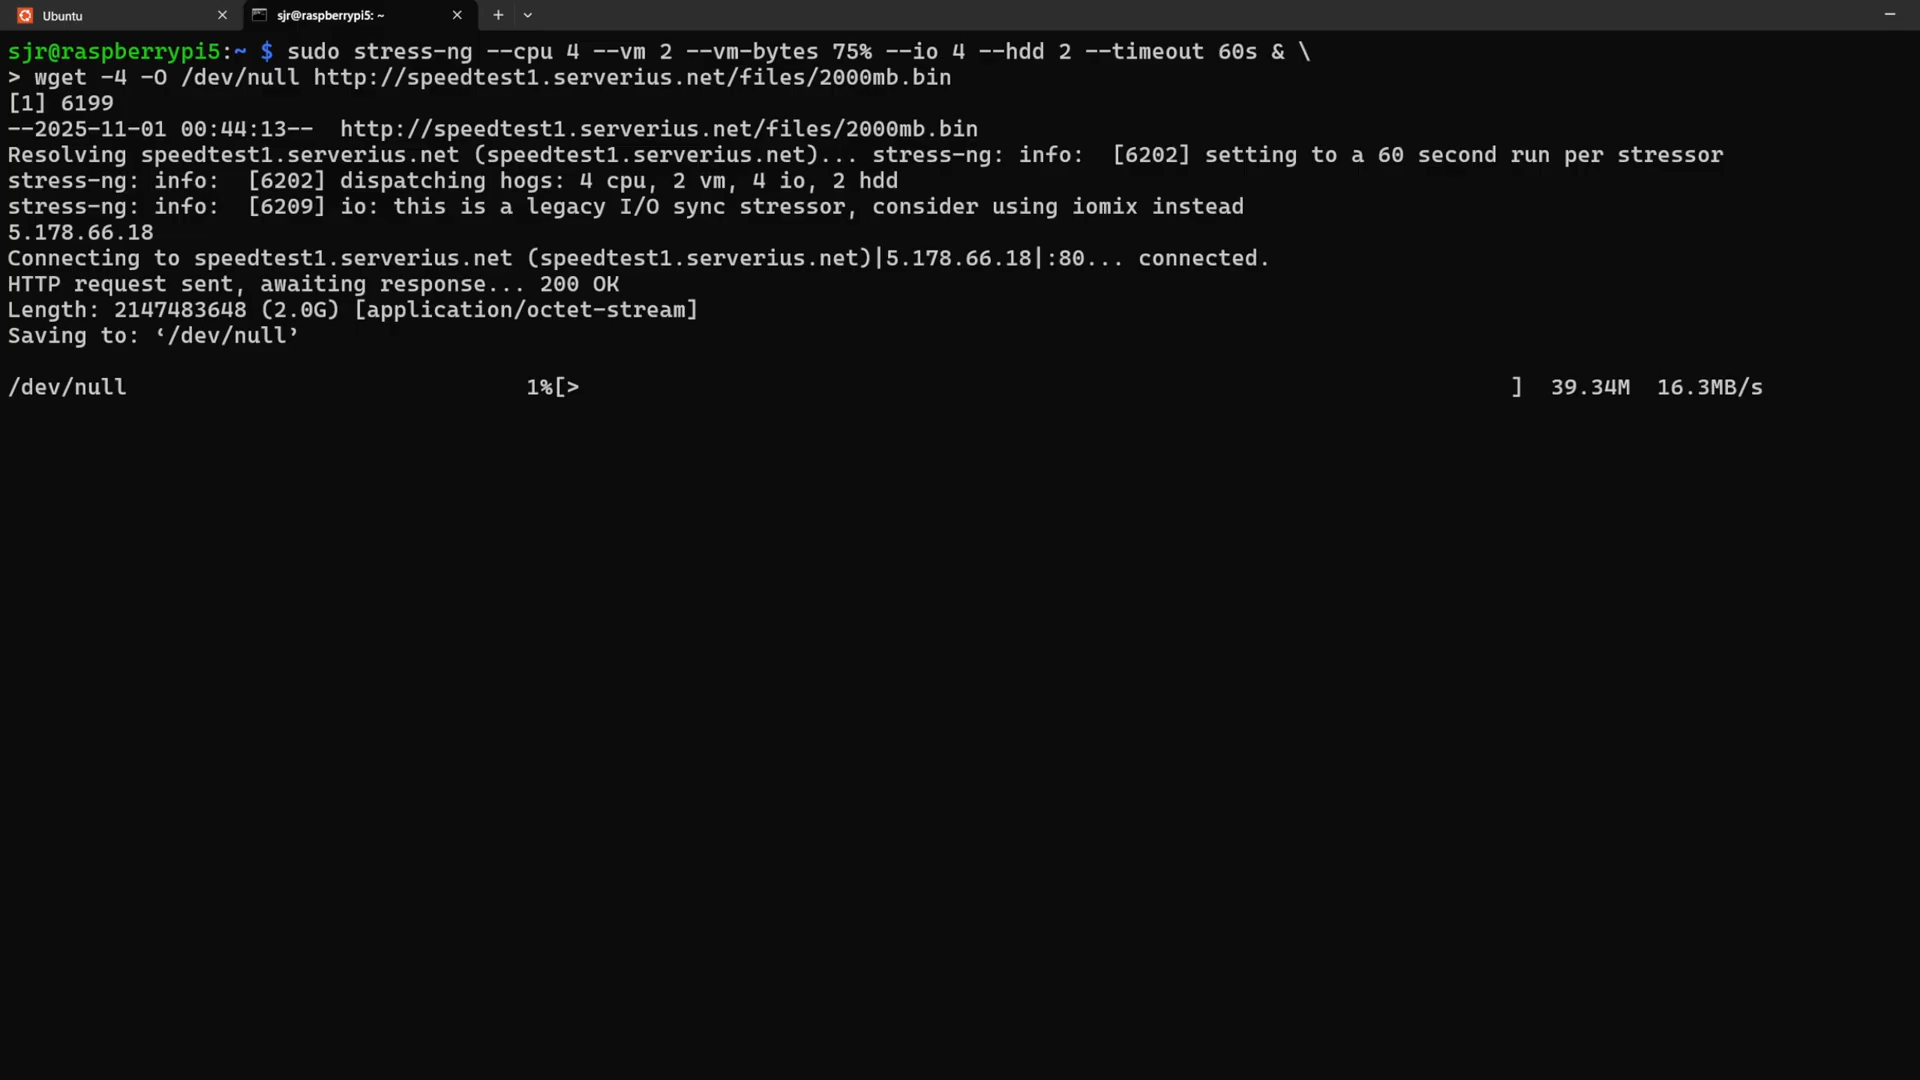 Ubuntu
sjr@raspberrypi5: ~
sjr@raspberrypi5:~ $ sudo stress-ng --cpu 4 --vm 2 --vm-bytes 75% --io 4 --hdd 2 --timeout 60s & \
> wget -4 -O /dev/null http://speedtest1.serverius.net/files/2000mb.bin
[1] 6199
--2025-11-01 00:44:13--  http://speedtest1.serverius.net/files/2000mb.bin
Resolving speedtest1.serverius.net (speedtest1.serverius.net)... stress-ng: info:  [6202] setting to a 60 second run per stressor
stress-ng: info:  [6202] dispatching hogs: 4 cpu, 2 vm, 4 io, 2 hdd
stress-ng: info:  [6209] io: this is a legacy I/O sync stressor, consider using iomix instead
5.178.66.18
Connecting to speedtest1.serverius.net (speedtest1.serverius.net)|5.178.66.18|:80... connected.
HTTP request sent, awaiting response... 200 OK
Length: 2147483648 (2.0G) [application/octet-stream]
Saving to: ‘/dev/null’
/dev/null 1%[> ] 39.34M 16.3MB/s